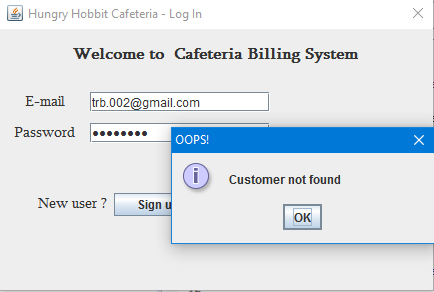 Hungry Hobbit Cafeteria - Log In
Welcome to Cafeteria Billing System
E-mail
trb.002@gmail.com
Password
OOPS!
Customer not found
New user ?
Sign u
OK